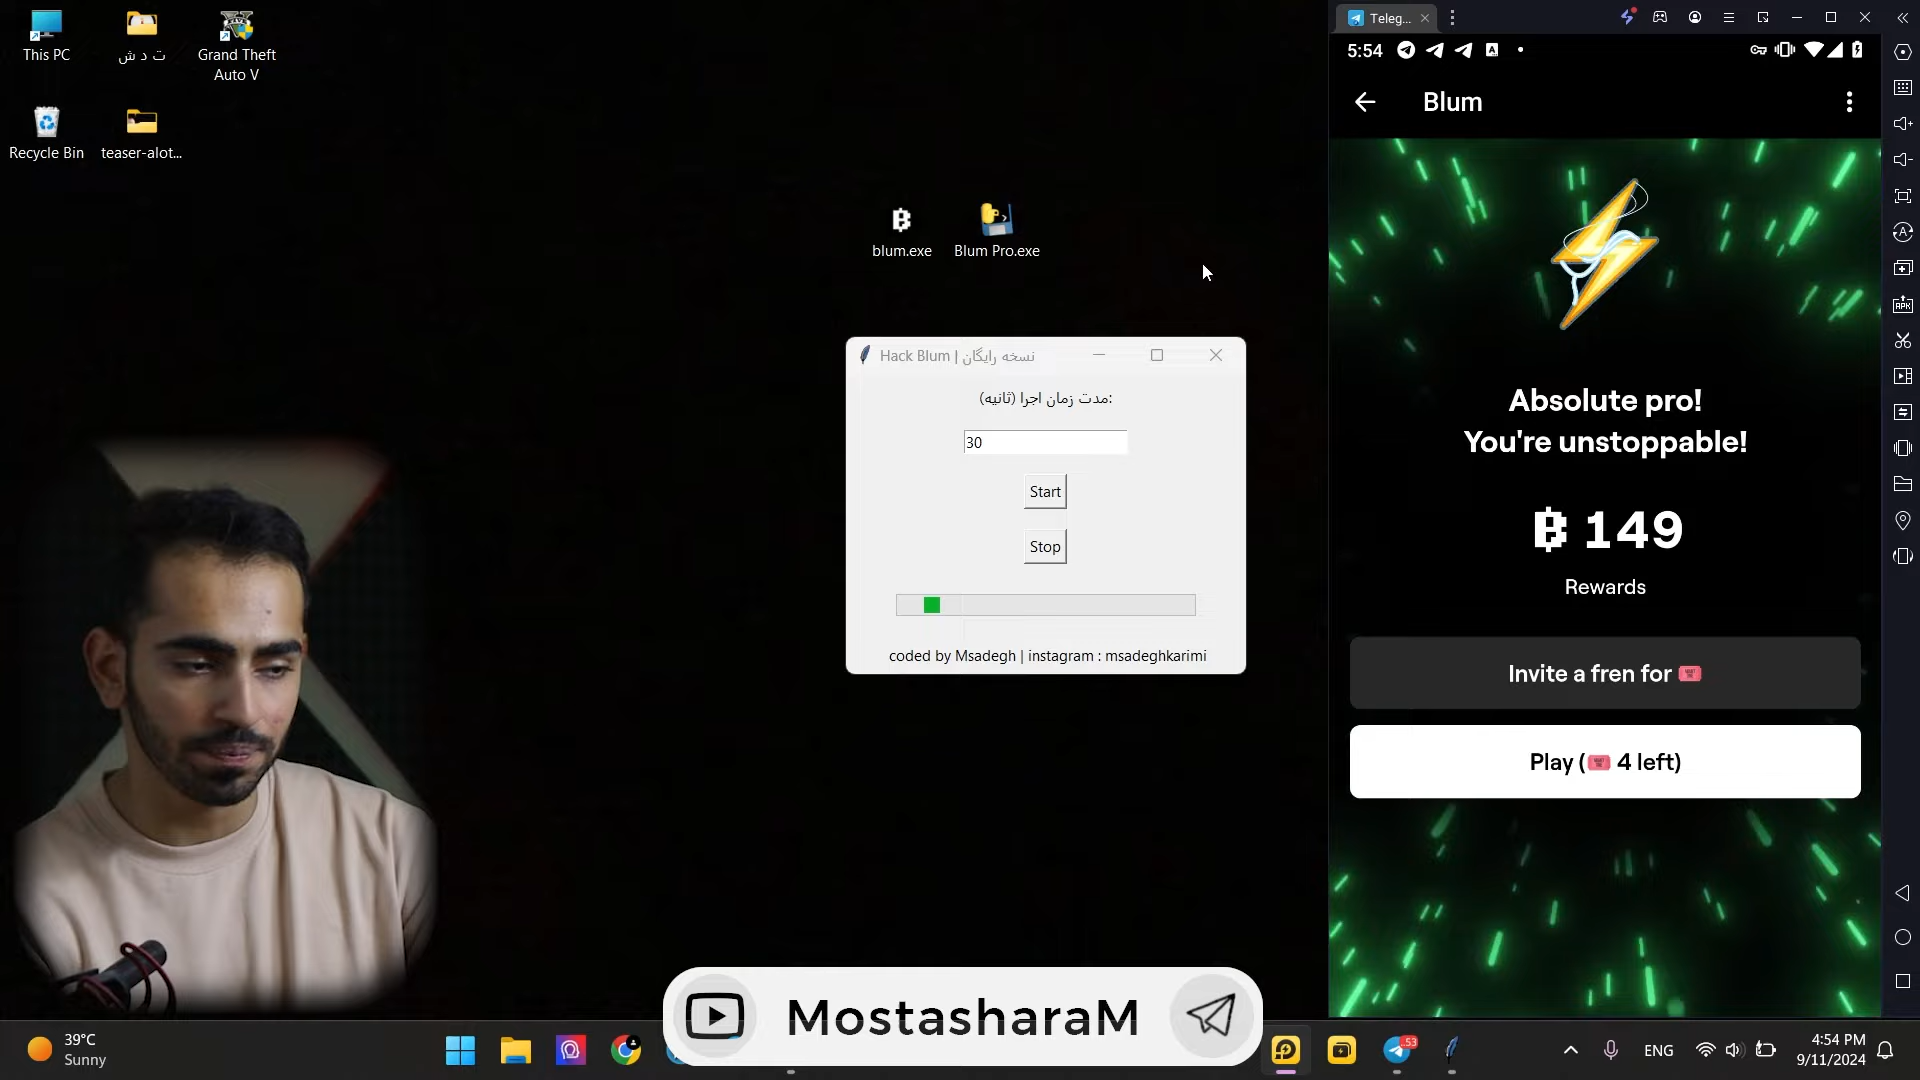 This PC
ت د ش
Grand Theft
Auto V
Recycle Bin
teaser-alot...
blum.exe
Blum Pro.exe
Hack Blum | نسخه رایگان
مدت زمان اجرا (ثانیه):
30
Start
Stop
coded by Msadegh | instagram : msadeghkarimi
Teleg...
5:54
Blum
Absolute pro!
You're unstoppable!
149
Rewards
Invite a fren for
Play ( 4 left)
MostasharaM
39°C
Sunny
53
ENG
4:54 PM
9/11/2024